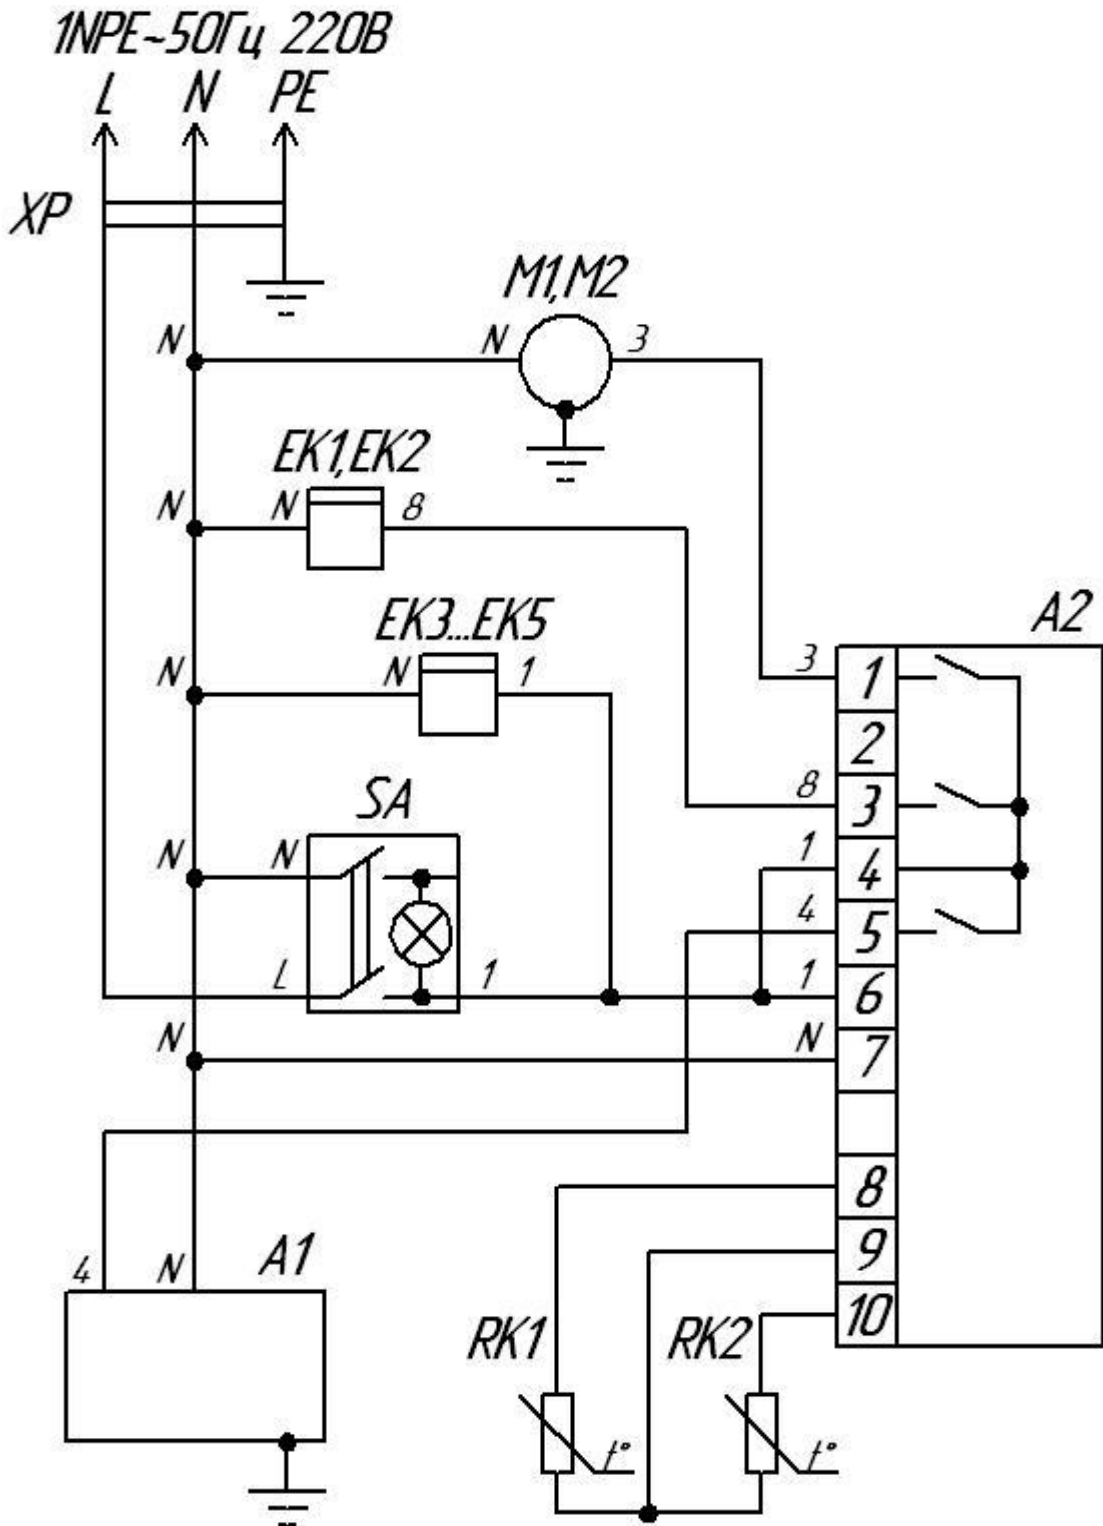 1NPE~50Гц 220В
L N PE
XP
M1,M2
N N 3
EK1,EK2
N N 8
EK3...EK5
A2
N N 1
3 1
2
SA
8 3
N N
1 4
4 5
L 1
1 6
N N 7
8
9
4 N A1
10
RK1 RK2
t° t°